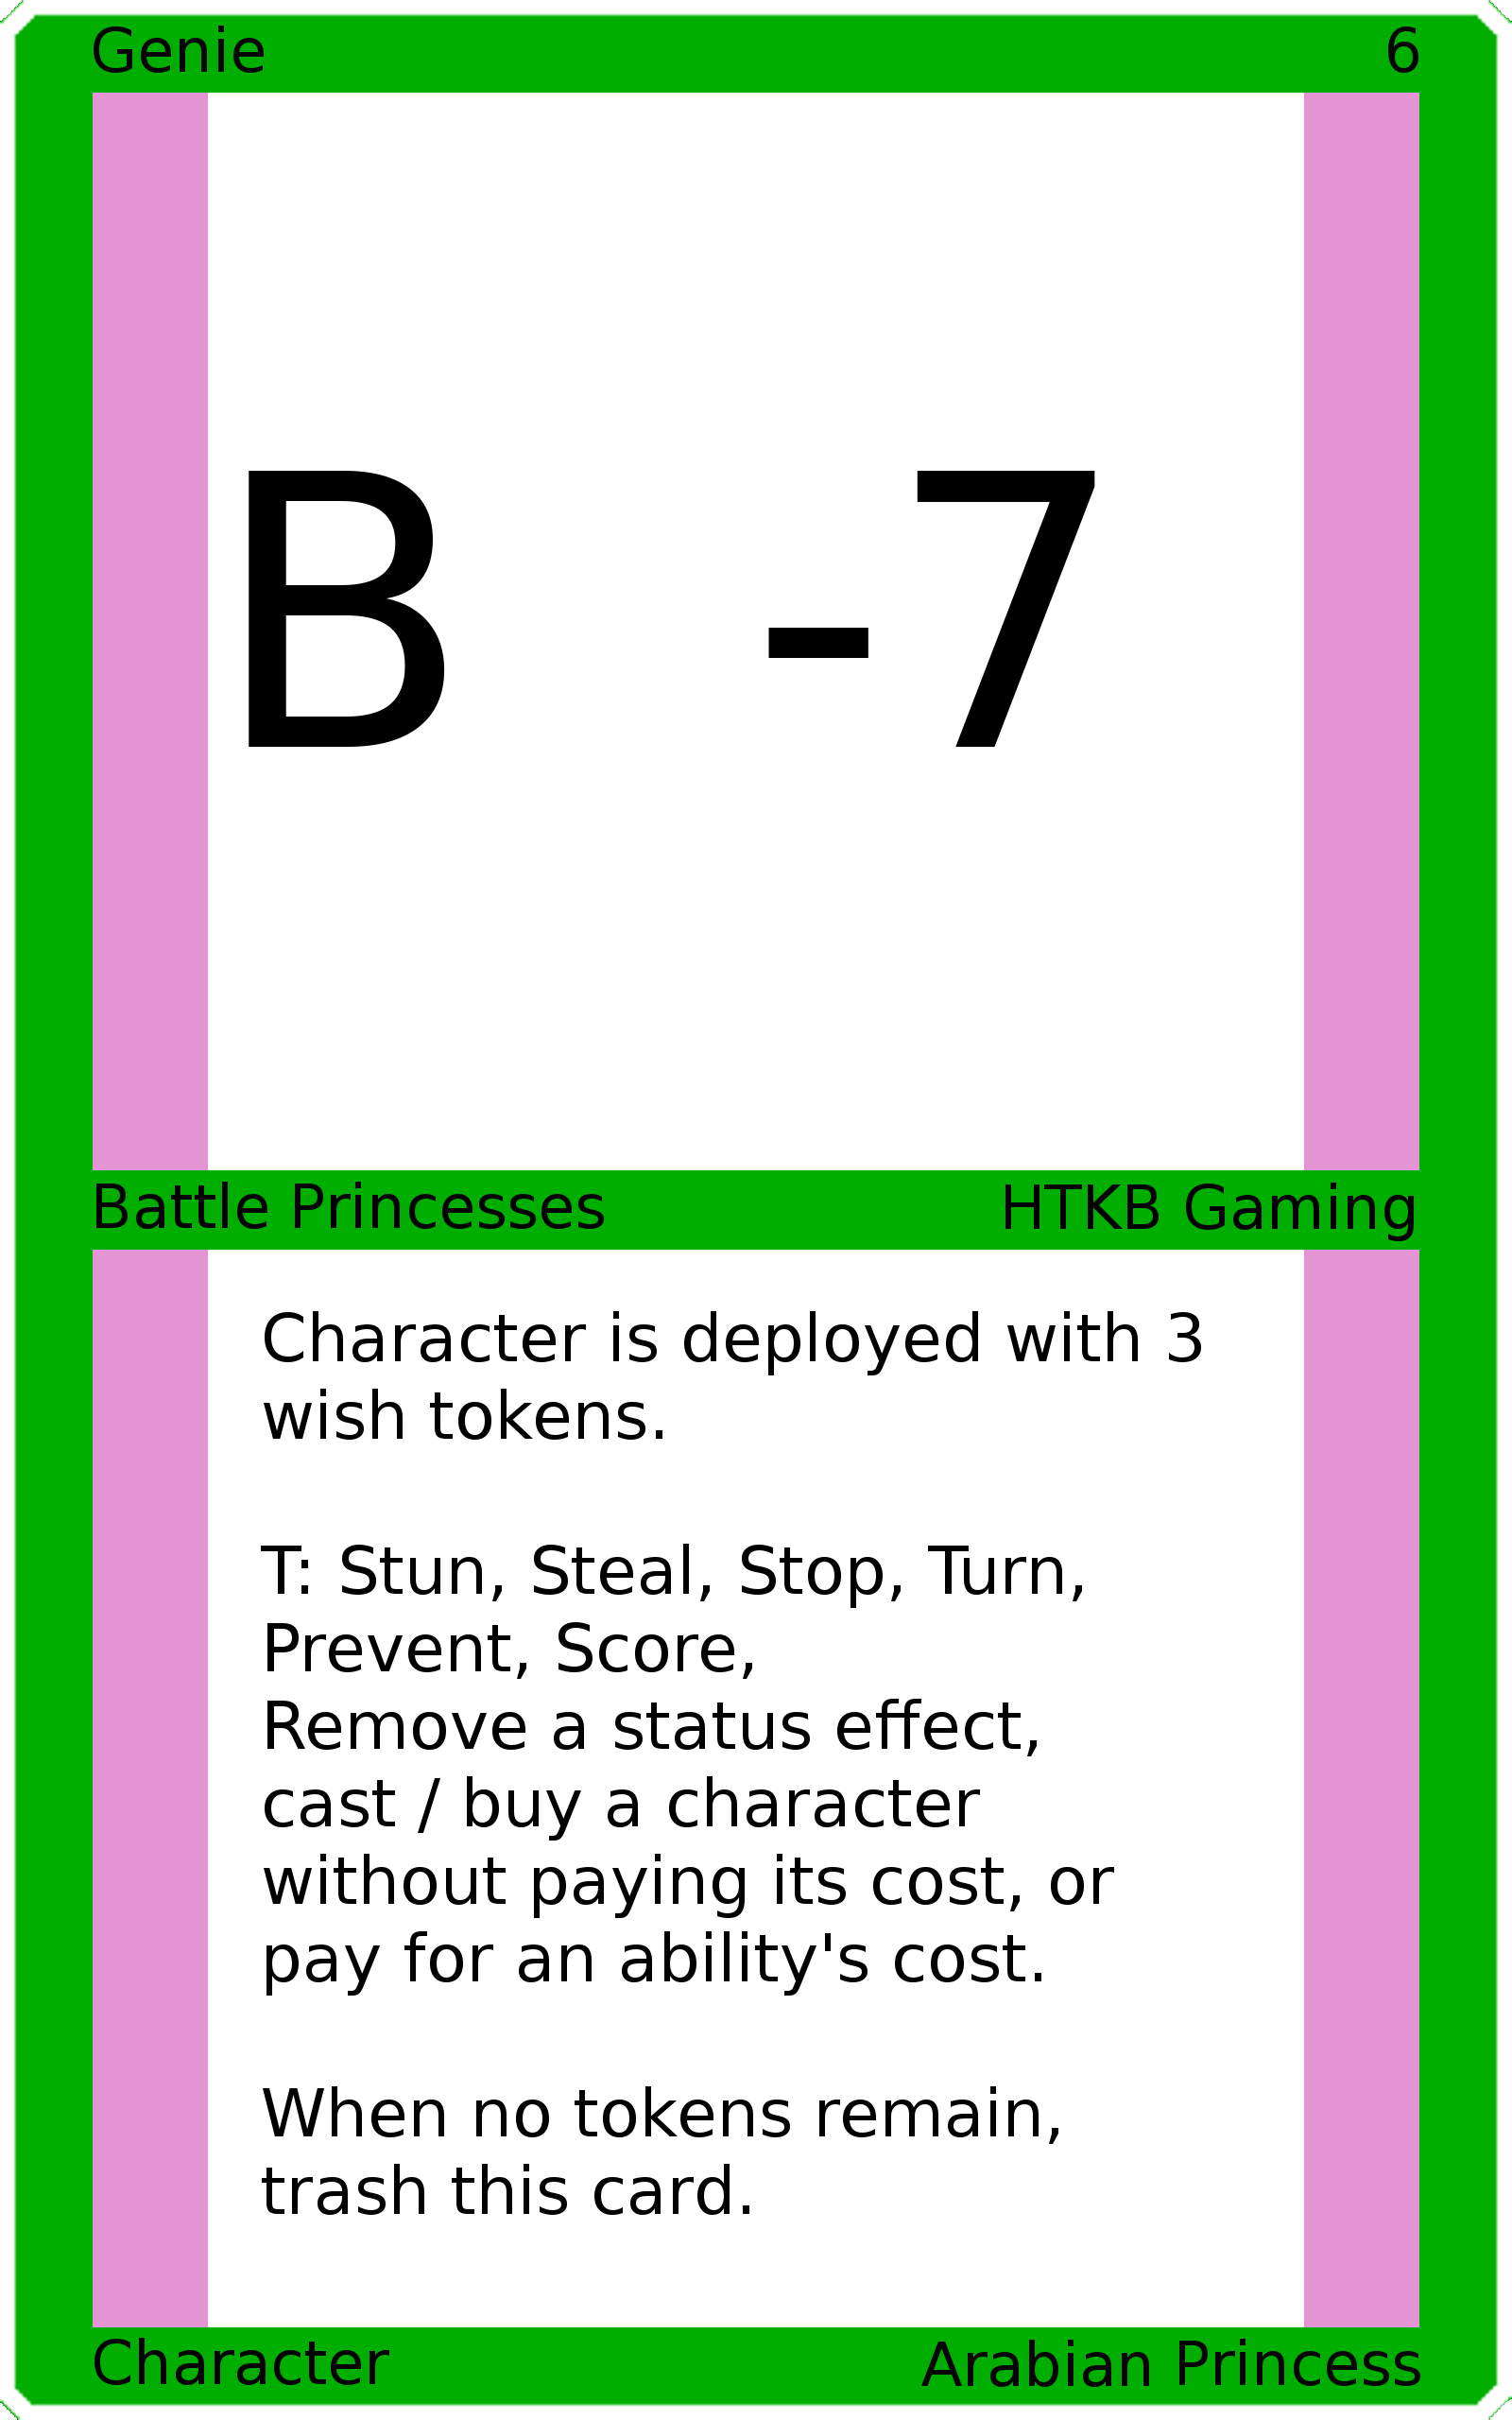 Genie 6
B -7
Battle Princesses HTKB Gaming
Character is deployed with 3
wish tokens.
T: Stun, Steal, Stop, Turn,
Prevent, Score,
Remove a status effect,
cast / buy a character
without paying its cost, or
pay for an ability's cost.
When no tokens remain,
trash this card.
Character Arabian Princess